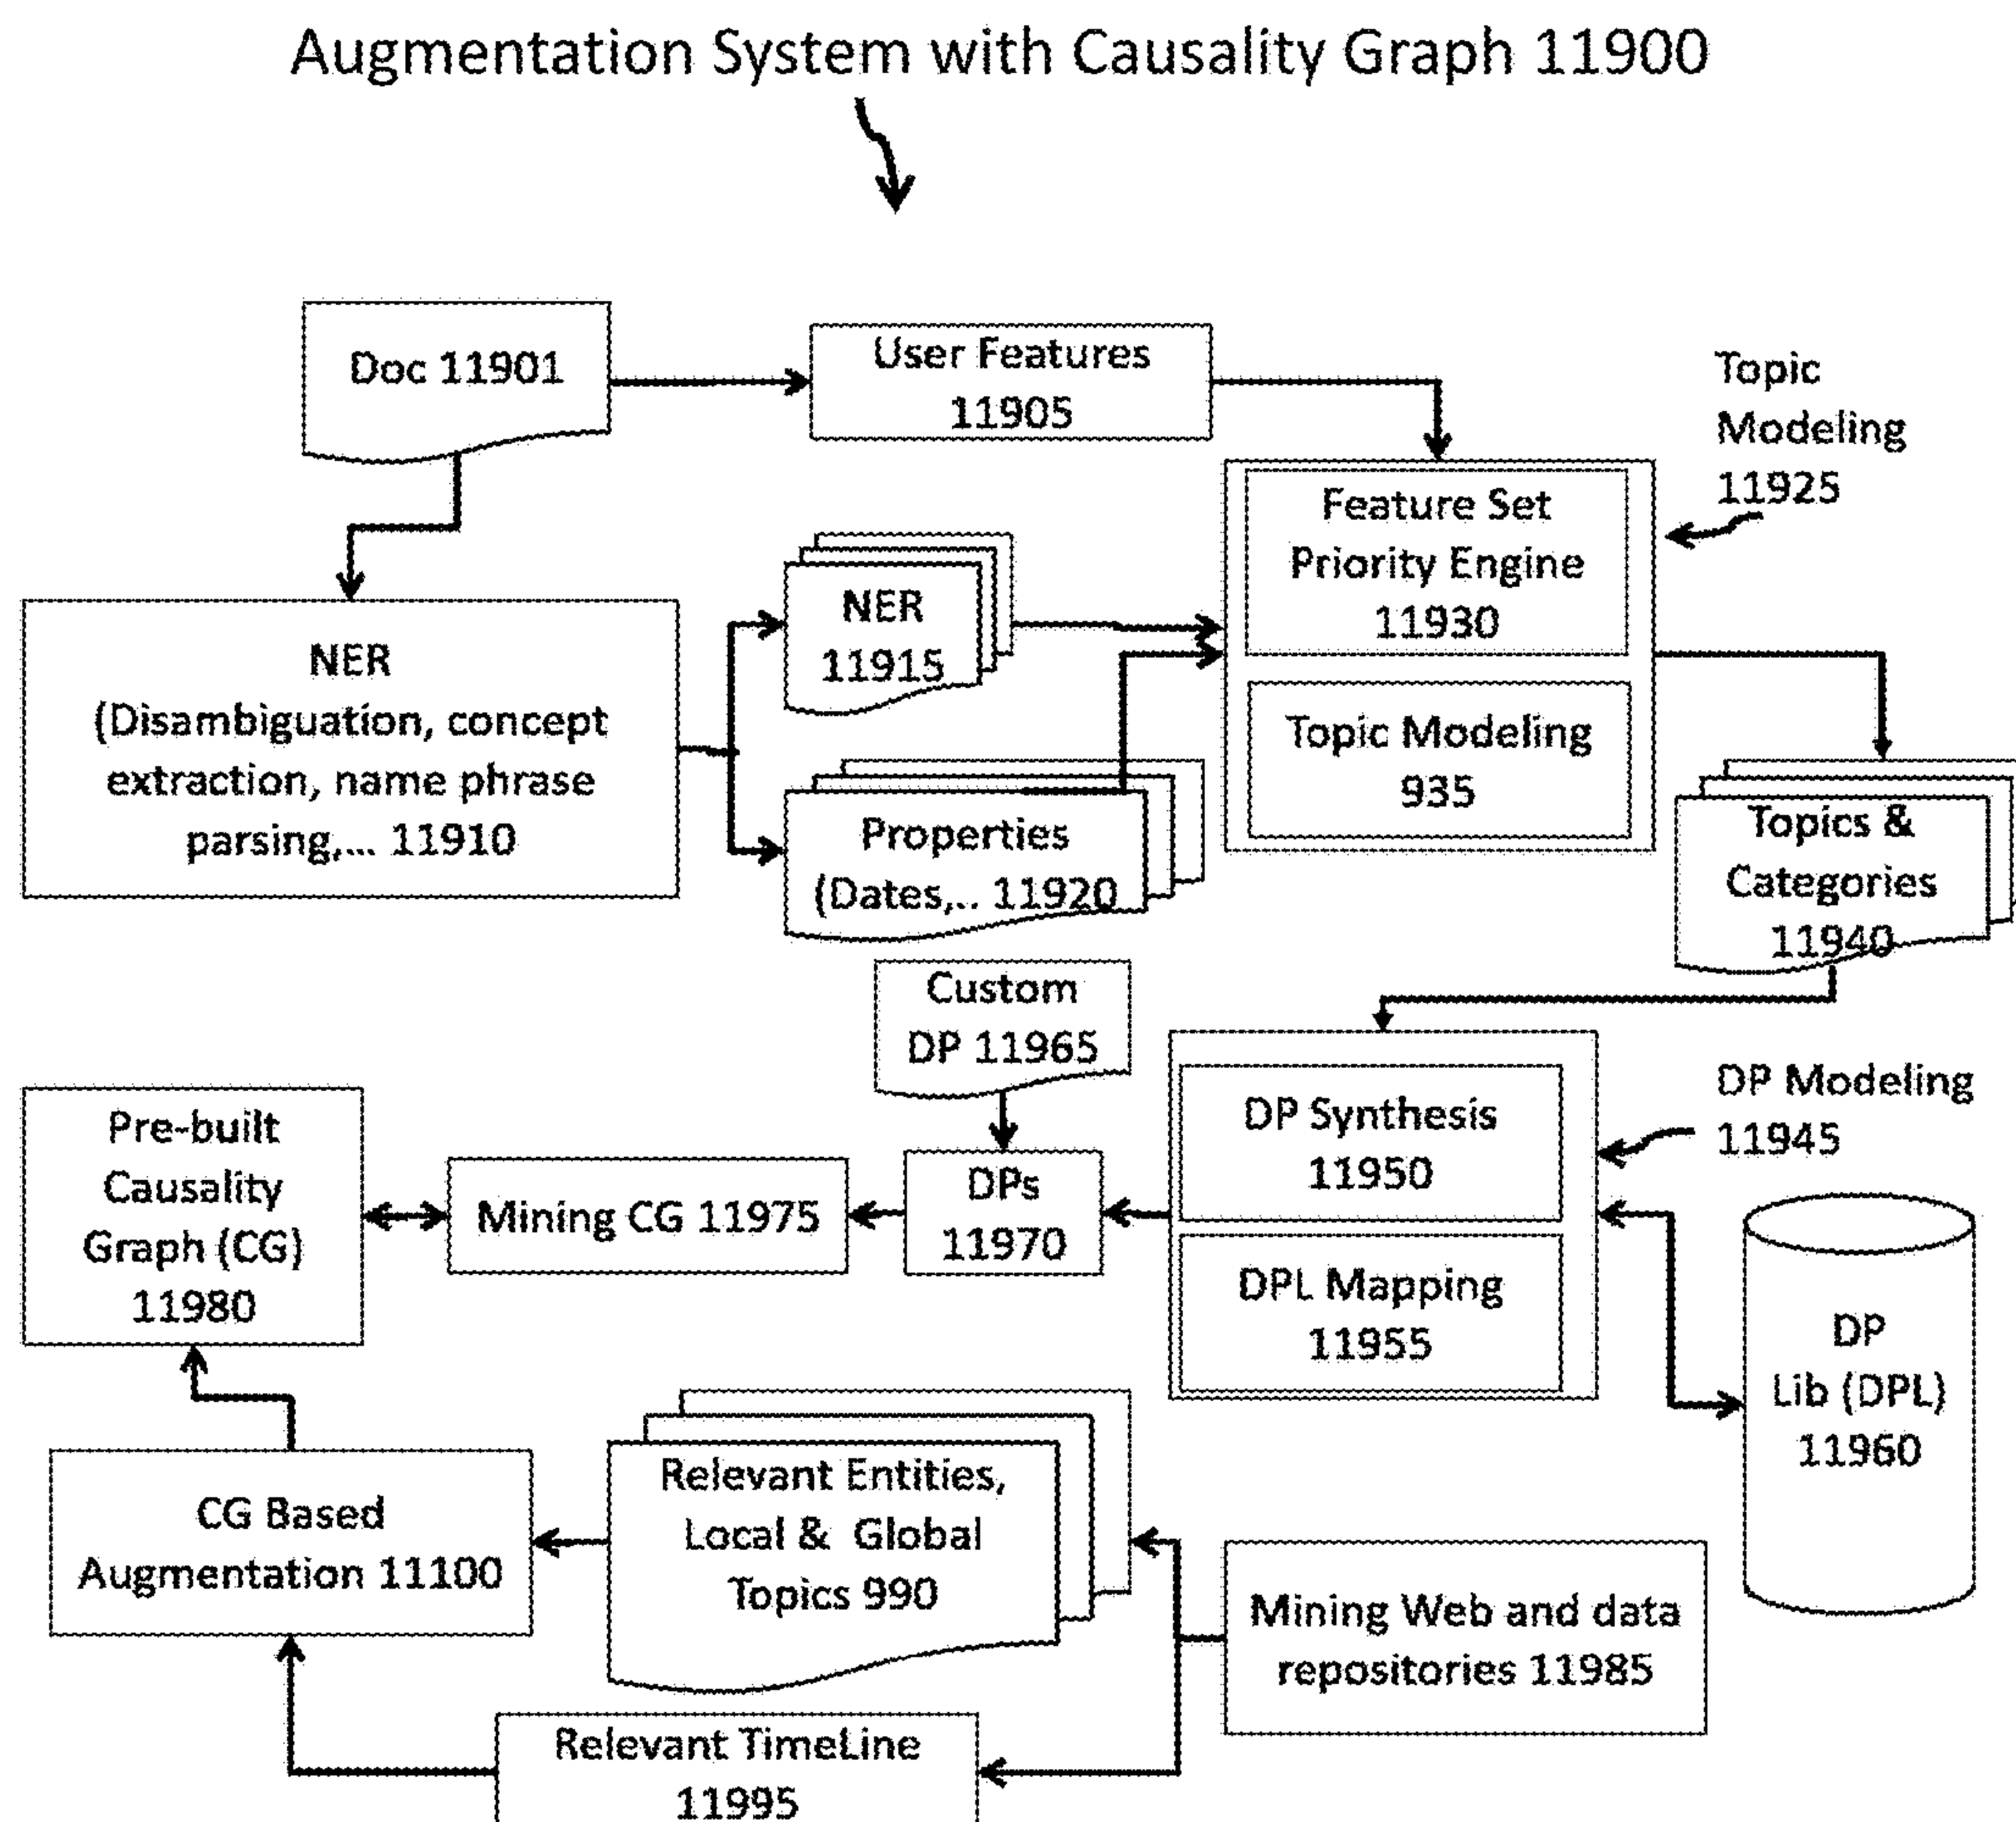 Augmentation System with Causality Graph 11900
Doc 11901
User Features
11905
Topic
Modeling
11925
Feature Set
Priority Engine
11930
Topic Modeling
935
NER
11915
NER
(Disambiguation, concept
extraction, name phrase
parsing,... 11910
Properties
(Dates,.. 11920
Topics &
Categories
11940
Custom
DP 11965
DP Modeling
11945
DP Synthesis
11950
DPL Mapping
11955
DPs
11970
Mining CG 11975
Pre-built
Causality
Graph (CG)
11980
DP
Lib (DPL)
11960
Relevant Entities,
Local & Global
Topics 990
CG Based
Augmentation 11100
Mining Web and data
repositories 11985
Relevant TimeLine
11995